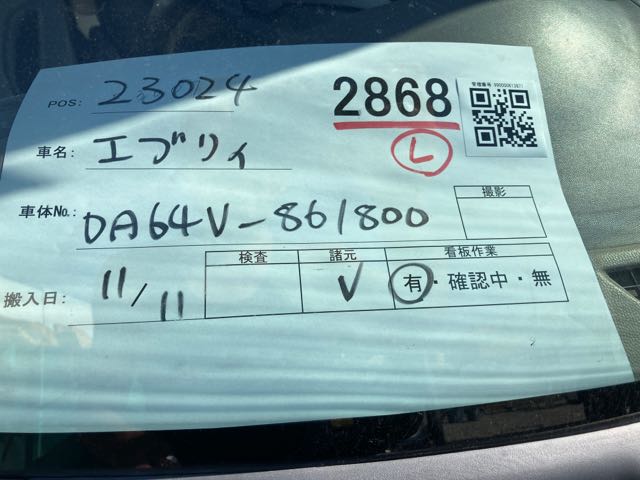 POS: 23024
2868
L
車名: エブリィ
車体No.: DA64V-861800
撮影
搬入日: 11/11
検査 諸元 看板作業
V 有・確認中・無